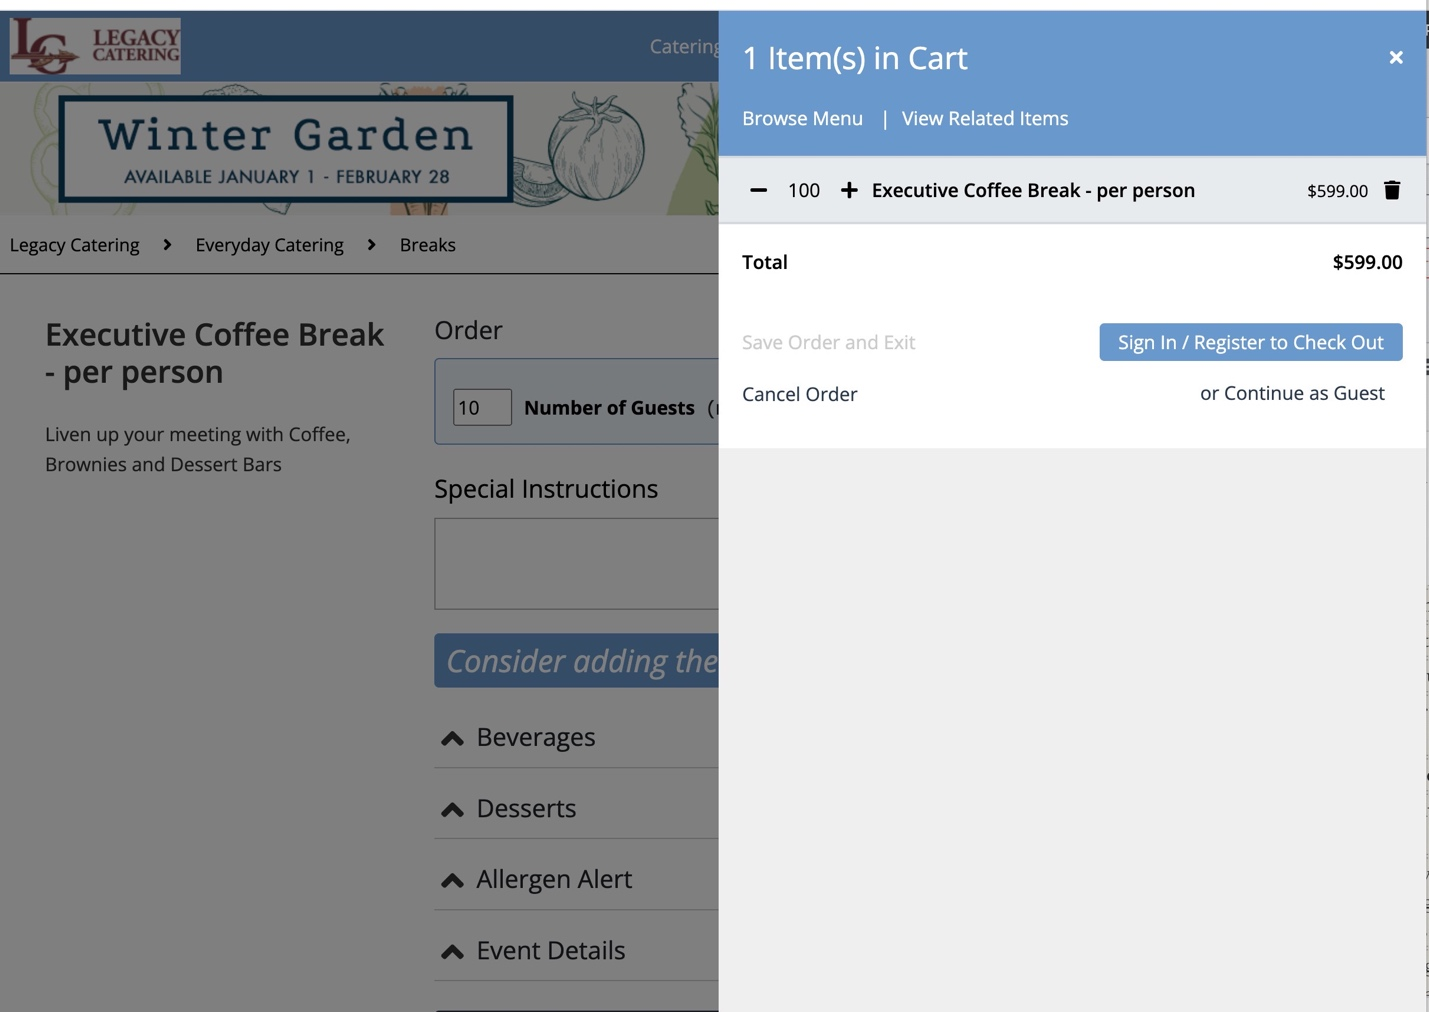 LEGACY
CATERING
Catering
Winter Garden
AVAILABLE JANUARY 1 - FEBRUARY 28
Legacy Catering
Everyday Catering
Breaks
Executive Coffee Break
- per person
Liven up your meeting with Coffee,
Brownies and Dessert Bars
Order
10 Number of Guests
Special Instructions
Consider adding the
Beverages
Desserts
Allergen Alert
Event Details
1 Item(s) in Cart
Browse Menu | View Related Items
100 Executive Coffee Break - per person $599.00
Total $599.00
Save Order and Exit Sign In / Register to Check Out
Cancel Order or Continue as Guest